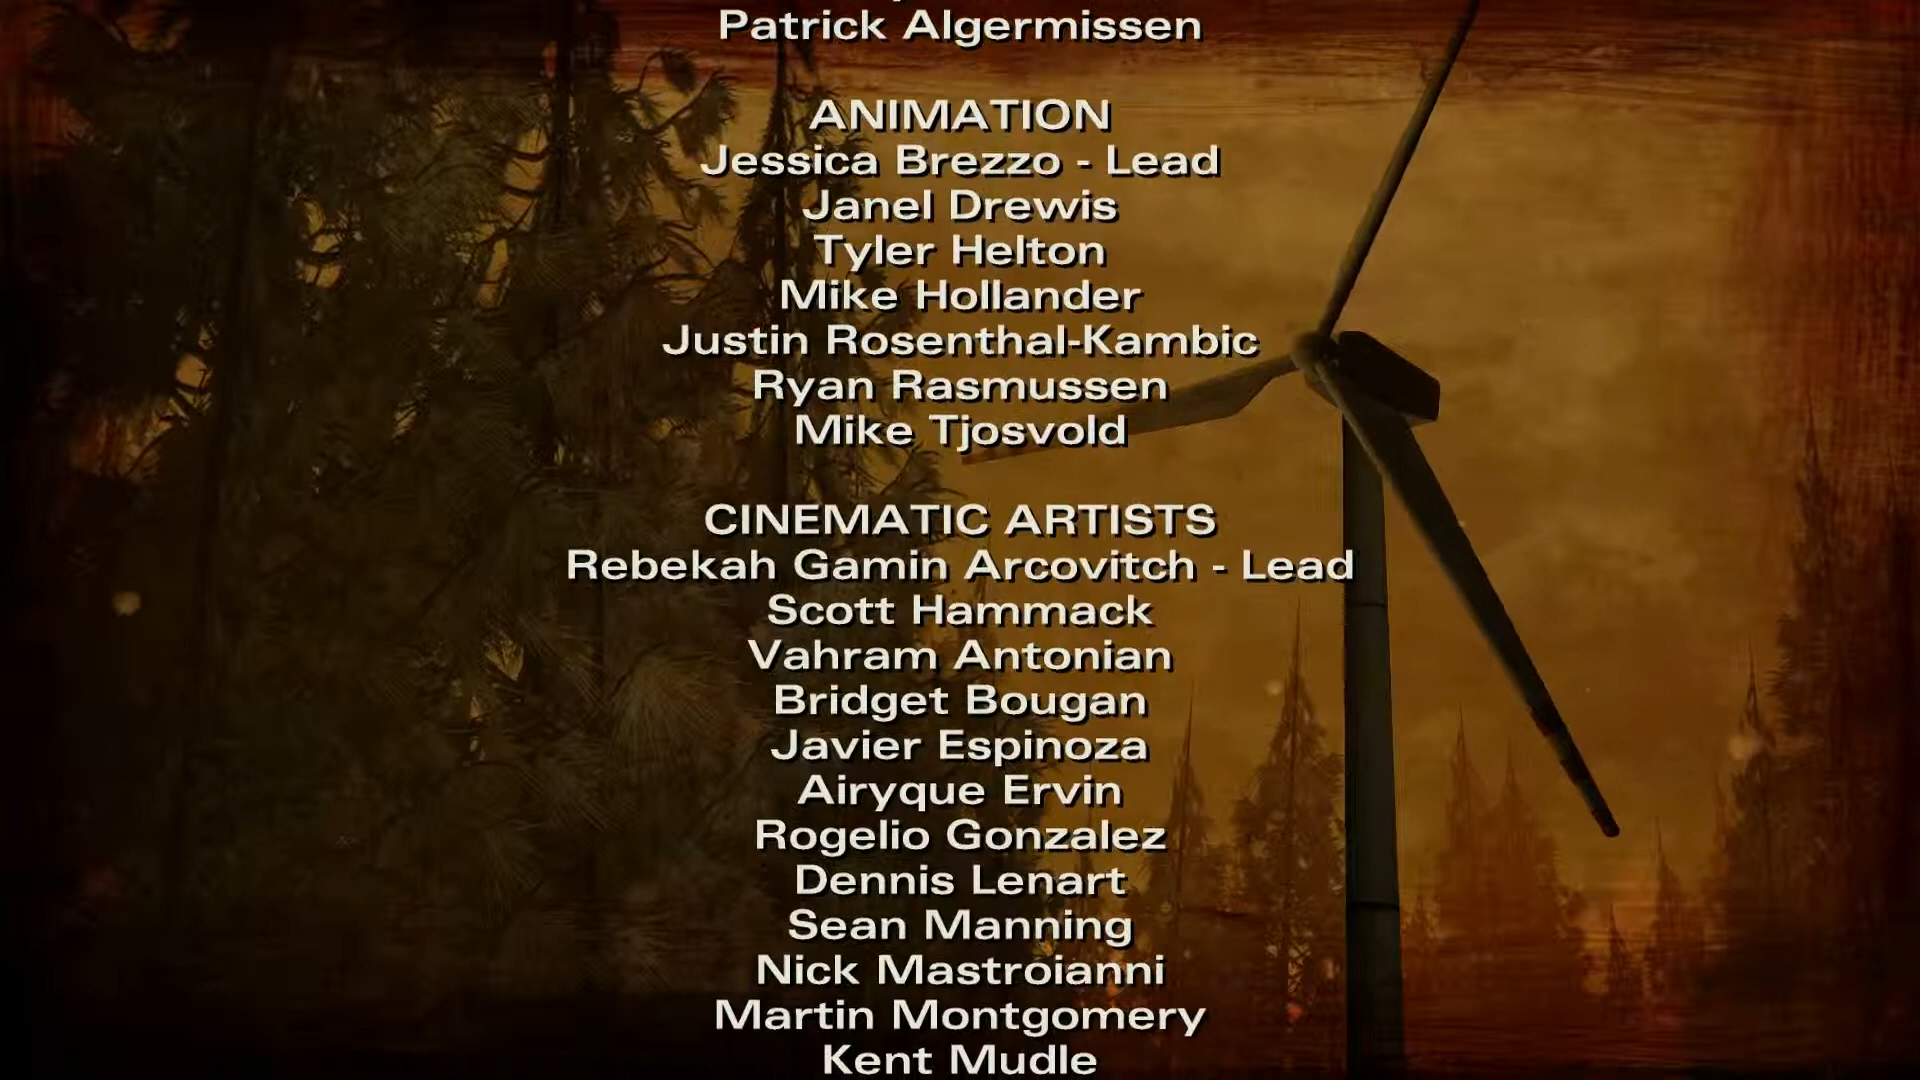 Patrick Algermissen
ANIMATION
Jessica Brezzo - Lead
Janel Drewis
Tyler Helton
Mike Hollander
Justin Rosenthal-Kambic
Ryan Rasmussen
Mike Tjosvold
CINEMATIC ARTISTS
Rebekah Gamin Arcovitch - Lead
Scott Hammack
Vahram Antonian
Bridget Bougan
Javier Espinoza
Airyque Ervin
Rogelio Gonzalez
Dennis Lenart
Sean Manning
Nick Mastroianni
Martin Montgomery
Kent Mudle